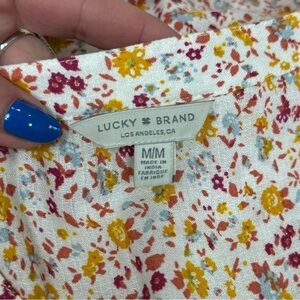 LUCKY BRAND
LOS ANGELES, CA
M/M
MADE IN
INDIA
FABRIQUÉ
EN INDE